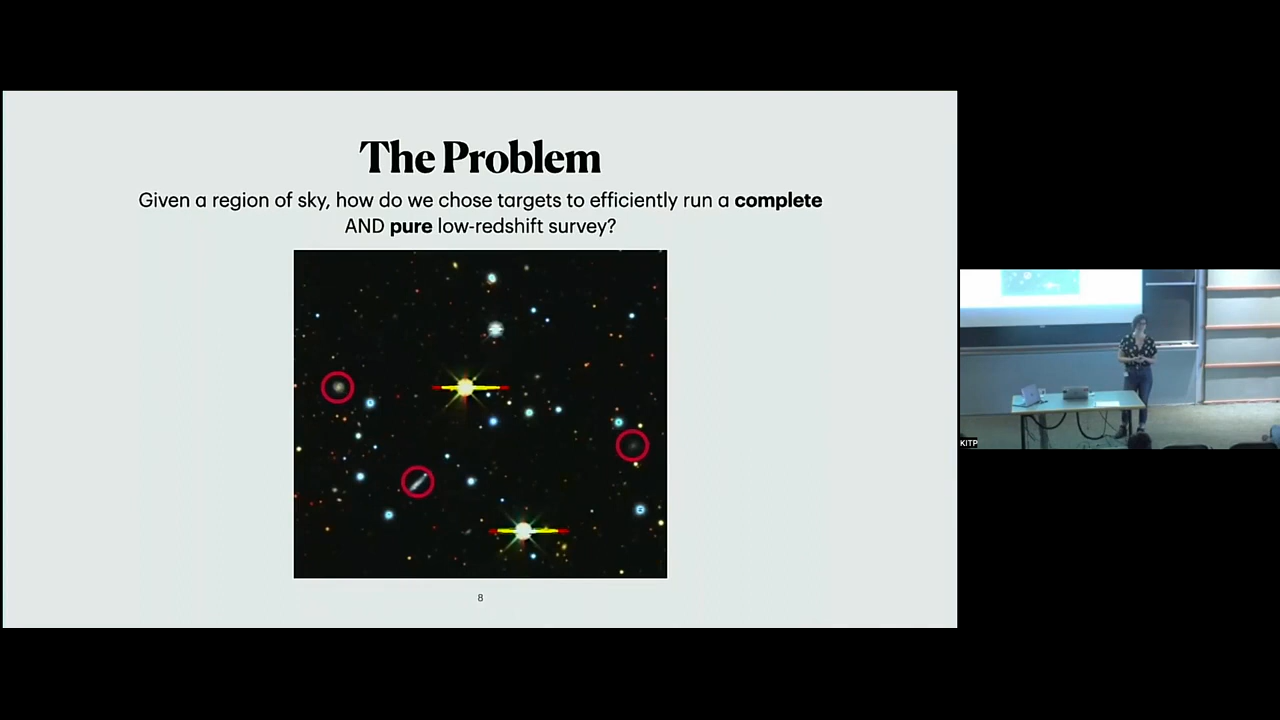 The Problem
Given a region of sky, how do we chose targets to efficiently run a complete
AND pure low-redshift survey?
8
KITP